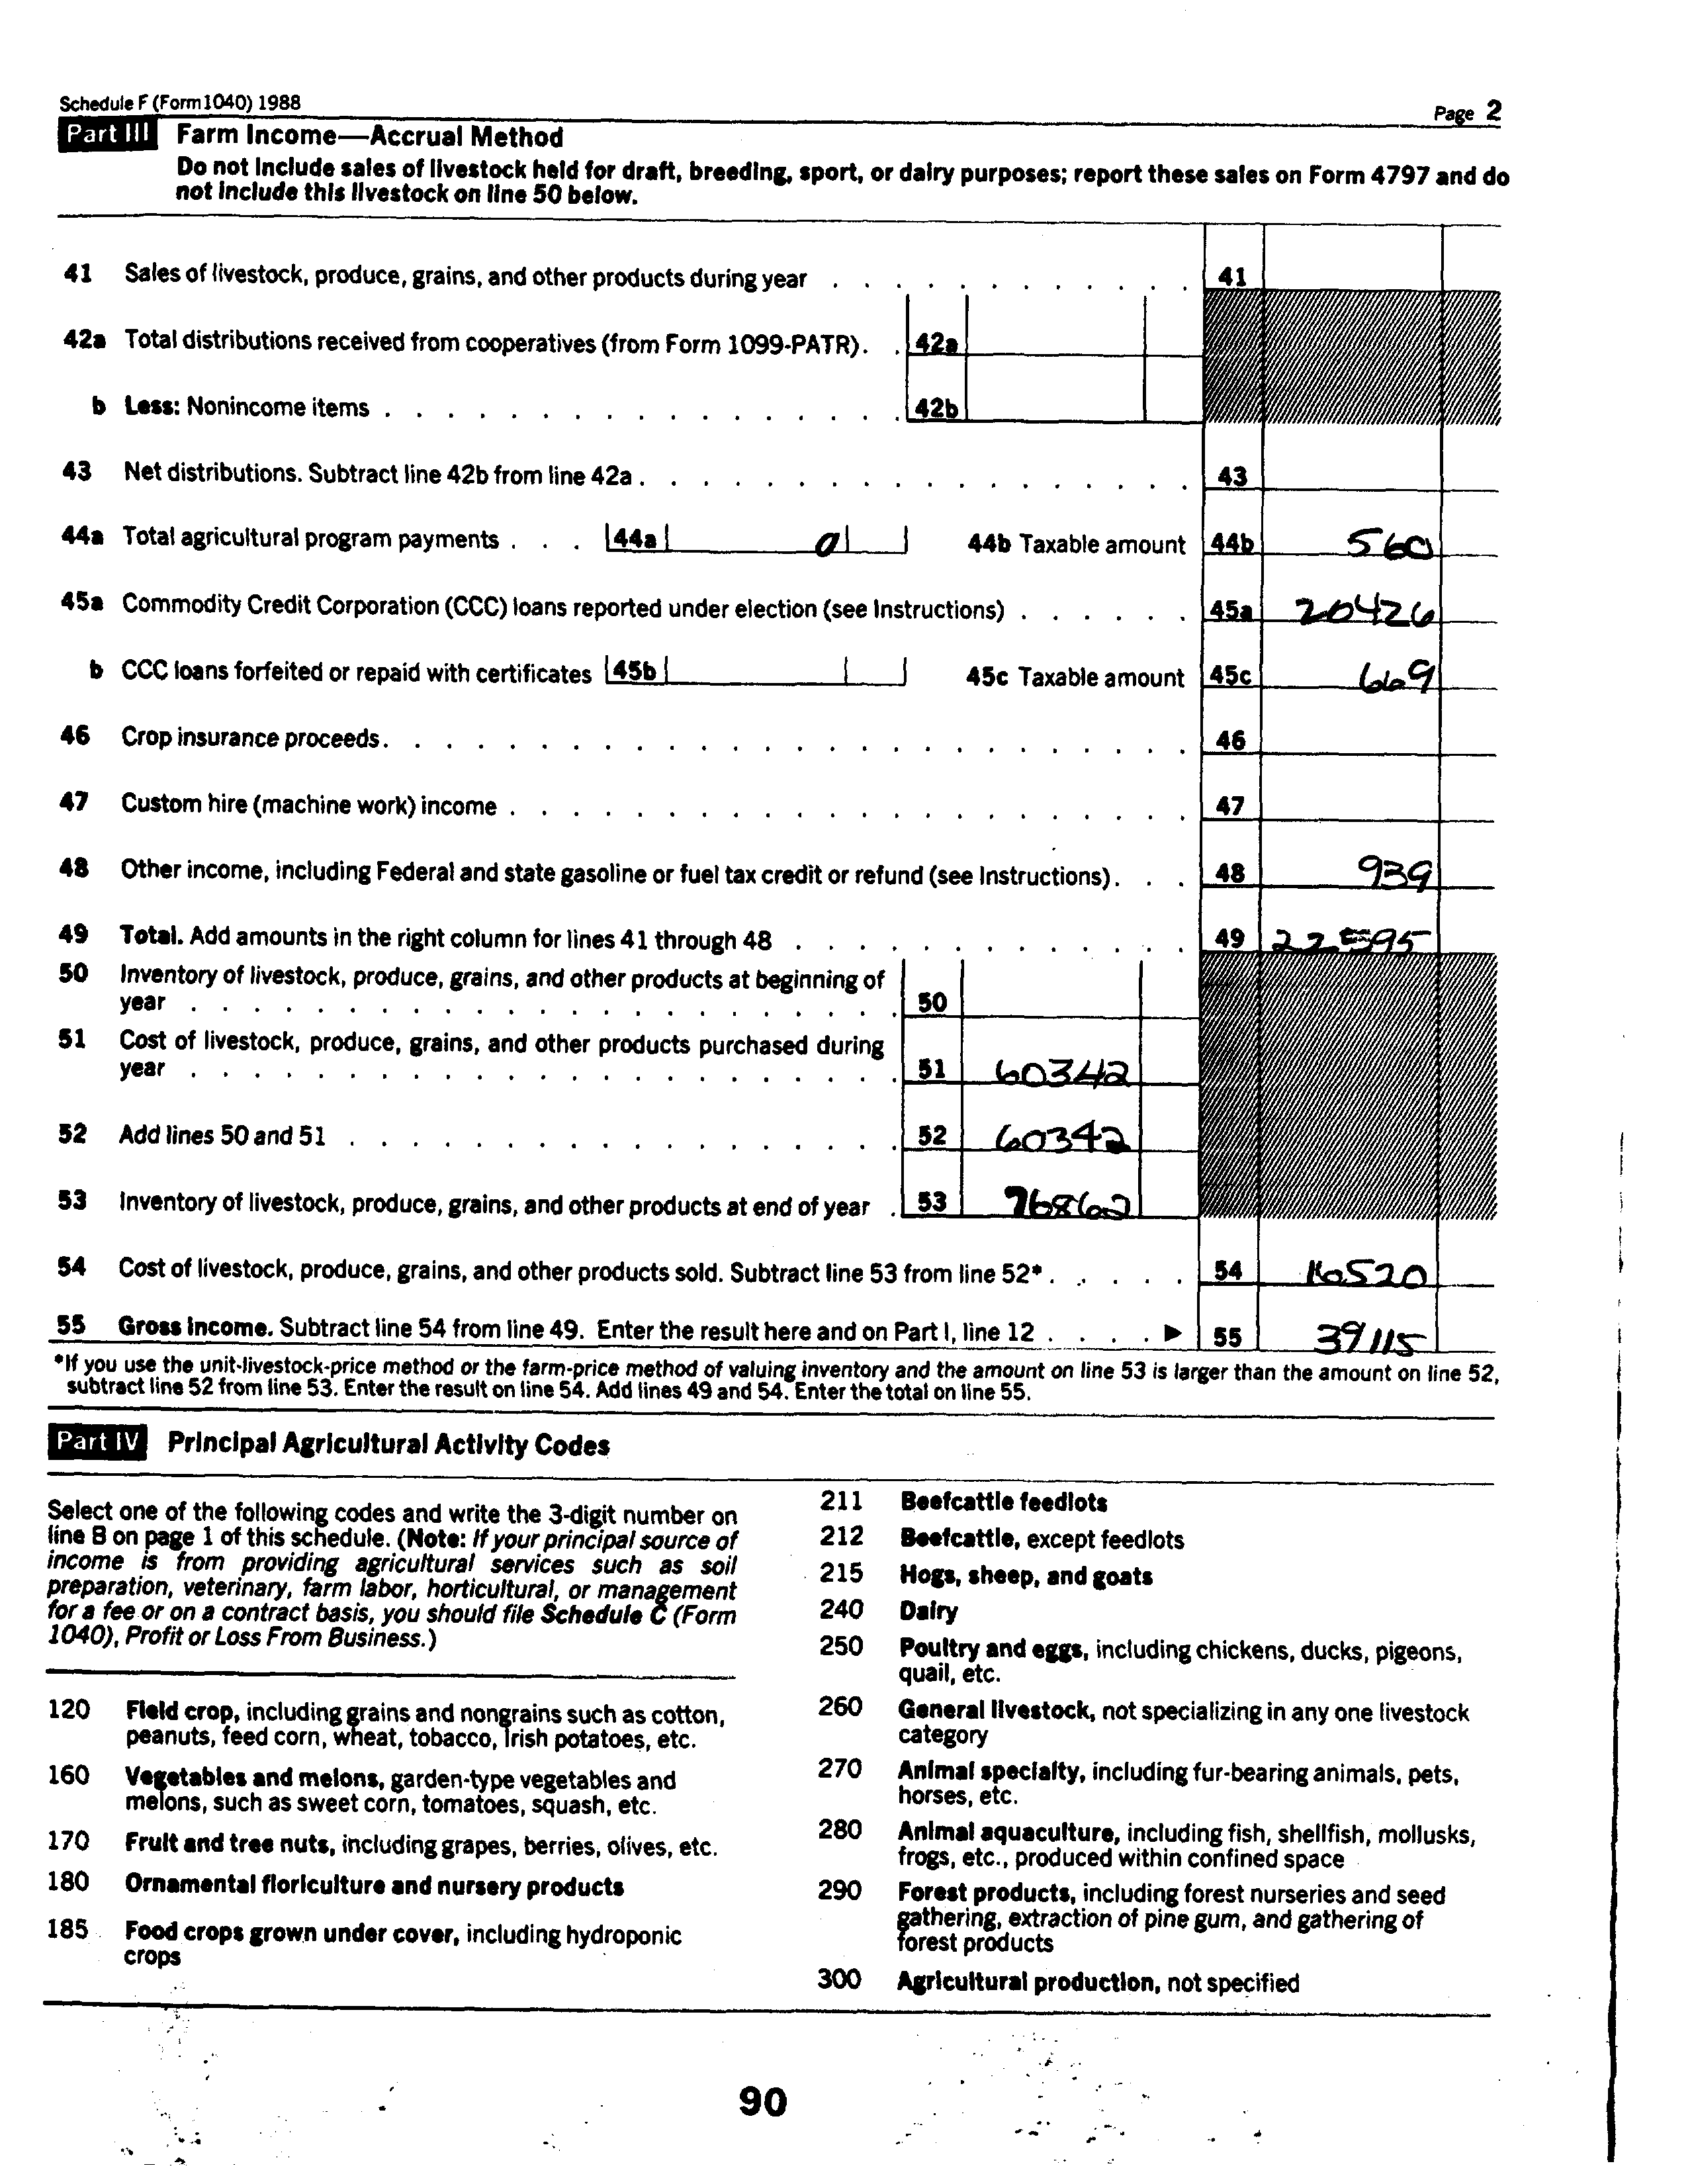 Schedule F (Form 1040) 1988
Page 2
Part III Farm Income—Accrual Method
Do not include sales of livestock held for draft, breeding, sport, or dairy purposes; report these sales on Form 4797 and do
not include this livestock on line 50 below.
41 Sales of livestock, produce, grains, and other products during year . . . . . . . . . . . . 41
42a Total distributions received from cooperatives (from Form 1099-PATR). . 42a
b Less: Nonincome items . . . . . . . . . . . . . . . . . 42b
43 Net distributions. Subtract line 42b from line 42a . . . . . . . . . . . . . . . . . . 43
44a Total agricultural program payments . . . 44a 0 44b Taxable amount 44b 560
45a Commodity Credit Corporation (CCC) loans reported under election (see Instructions) . . . . . . 45a 20426
b CCC loans forfeited or repaid with certificates 45b 45c Taxable amount 45c 669
46 Crop insurance proceeds. . . . . . . . . . . . . . . . . . . . . . . . . . 46
47 Custom hire (machine work) income . . . . . . . . . . . . . . . . . . . . . . 47
48 Other income, including Federal and state gasoline or fuel tax credit or refund (see Instructions). . . 48 939
49 Total. Add amounts in the right column for lines 41 through 48 . . . . . . . . . . . . . 49 22595
50 Inventory of livestock, produce, grains, and other products at beginning of
year . . . . . . . . . . . . . . . . . . . . . . . 50
51 Cost of livestock, produce, grains, and other products purchased during
year . . . . . . . . . . . . . . . . . . . . . . . 51 60342
52 Add lines 50 and 51 . . . . . . . . . . . . . . . . . . 52 60342
53 Inventory of livestock, produce, grains, and other products at end of year . 53 76862
54 Cost of livestock, produce, grains, and other products sold. Subtract line 53 from line 52* . . . . . 54 16520
55 Gross income. Subtract line 54 from line 49. Enter the result here and on Part I, line 12 . . . . ▶ 55 39115
*If you use the unit-livestock-price method or the farm-price method of valuing inventory and the amount on line 53 is larger than the amount on line 52,
subtract line 52 from line 53. Enter the result on line 54. Add lines 49 and 54. Enter the total on line 55.
Part IV Principal Agricultural Activity Codes
Select one of the following codes and write the 3-digit number on
line B on page 1 of this schedule. (Note: If your principal source of
income is from providing agricultural services such as soil
preparation, veterinary, farm labor, horticultural, or management
for a fee or on a contract basis, you should file Schedule C (Form
1040), Profit or Loss From Business.)
120 Field crop, including grains and nongrains such as cotton,
peanuts, feed corn, wheat, tobacco, Irish potatoes, etc.
160 Vegetables and melons, garden-type vegetables and
melons, such as sweet corn, tomatoes, squash, etc.
170 Fruit and tree nuts, including grapes, berries, olives, etc.
180 Ornamental floriculture and nursery products
185 Food crops grown under cover, including hydroponic
crops
211 Beefcattle feedlots
212 Beefcattle, except feedlots
215 Hogs, sheep, and goats
240 Dairy
250 Poultry and eggs, including chickens, ducks, pigeons,
quail, etc.
260 General livestock, not specializing in any one livestock
category
270 Animal specialty, including fur-bearing animals, pets,
horses, etc.
280 Animal aquaculture, including fish, shellfish, mollusks,
frogs, etc., produced within confined space
290 Forest products, including forest nurseries and seed
gathering, extraction of pine gum, and gathering of
forest products
300 Agricultural production, not specified
90